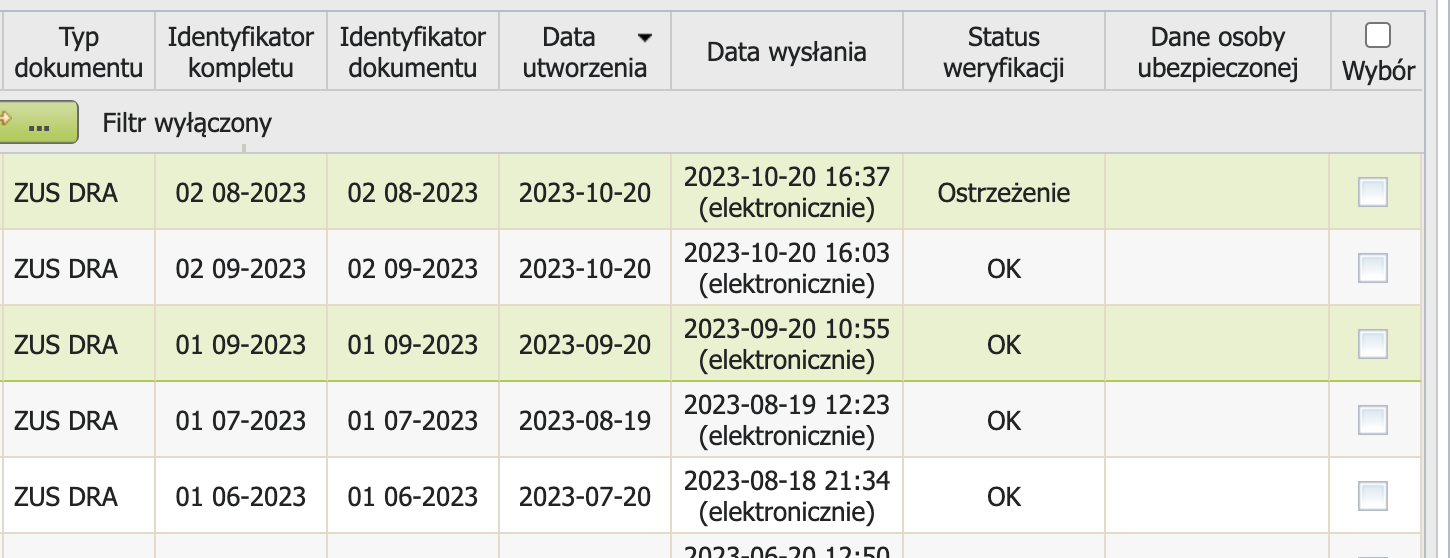 Typ dokumentu Identyfikator kompletu Identyfikator dokumentu Data utworzenia Data wysłania Status weryfikacji Dane osoby ubezpieczonej Wybór
... Filtr wyłączony
ZUS DRA 02 08-2023 02 08-2023 2023-10-20 2023-10-20 16:37 (elektronicznie) Ostrzeżenie
ZUS DRA 02 09-2023 02 09-2023 2023-10-20 2023-10-20 16:03 (elektronicznie) OK
ZUS DRA 01 09-2023 01 09-2023 2023-09-20 2023-09-20 10:55 (elektronicznie) OK
ZUS DRA 01 07-2023 01 07-2023 2023-08-19 2023-08-19 12:23 (elektronicznie) OK
ZUS DRA 01 06-2023 01 06-2023 2023-07-20 2023-08-18 21:34 (elektronicznie) OK
2023-06-20 12:50